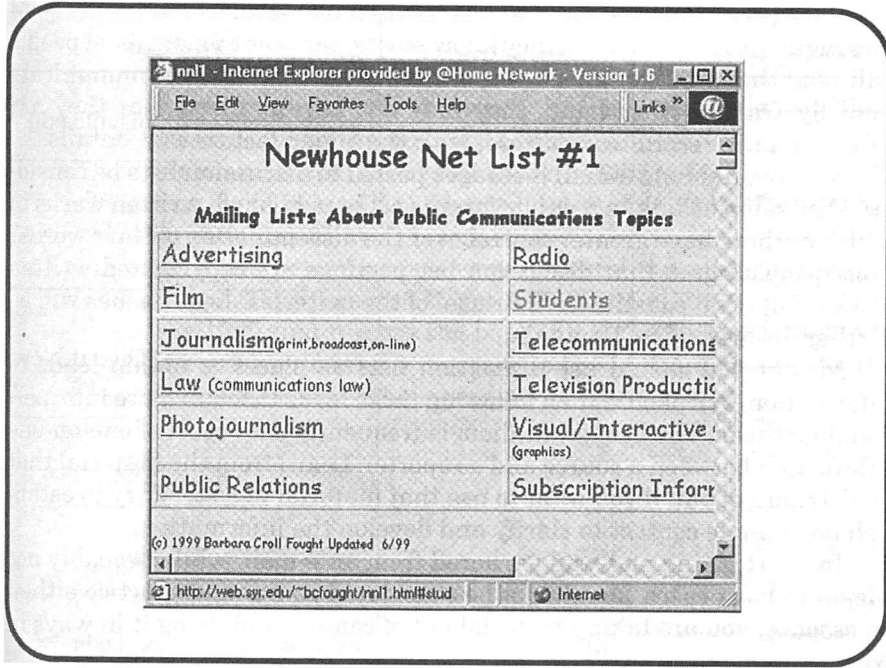 nnl1 - Internet Explorer provided by @Home Network - Version 1.6
File Edit View Favorites Tools Help Links »
Newhouse Net List #1
Mailing Lists About Public Communications Topics
Advertising Radio
Film Students
Journalism(print,broadcast,on-line) Telecommunications
Law (communications law) Television Productic
Photojournalism Visual/Interactive
(graphics)
Public Relations Subscription Inforr
(c) 1999 Barbara Croll Fought Updated 6/99
http://web.syr.edu/~bcfought/nnl1.html#stud Internet